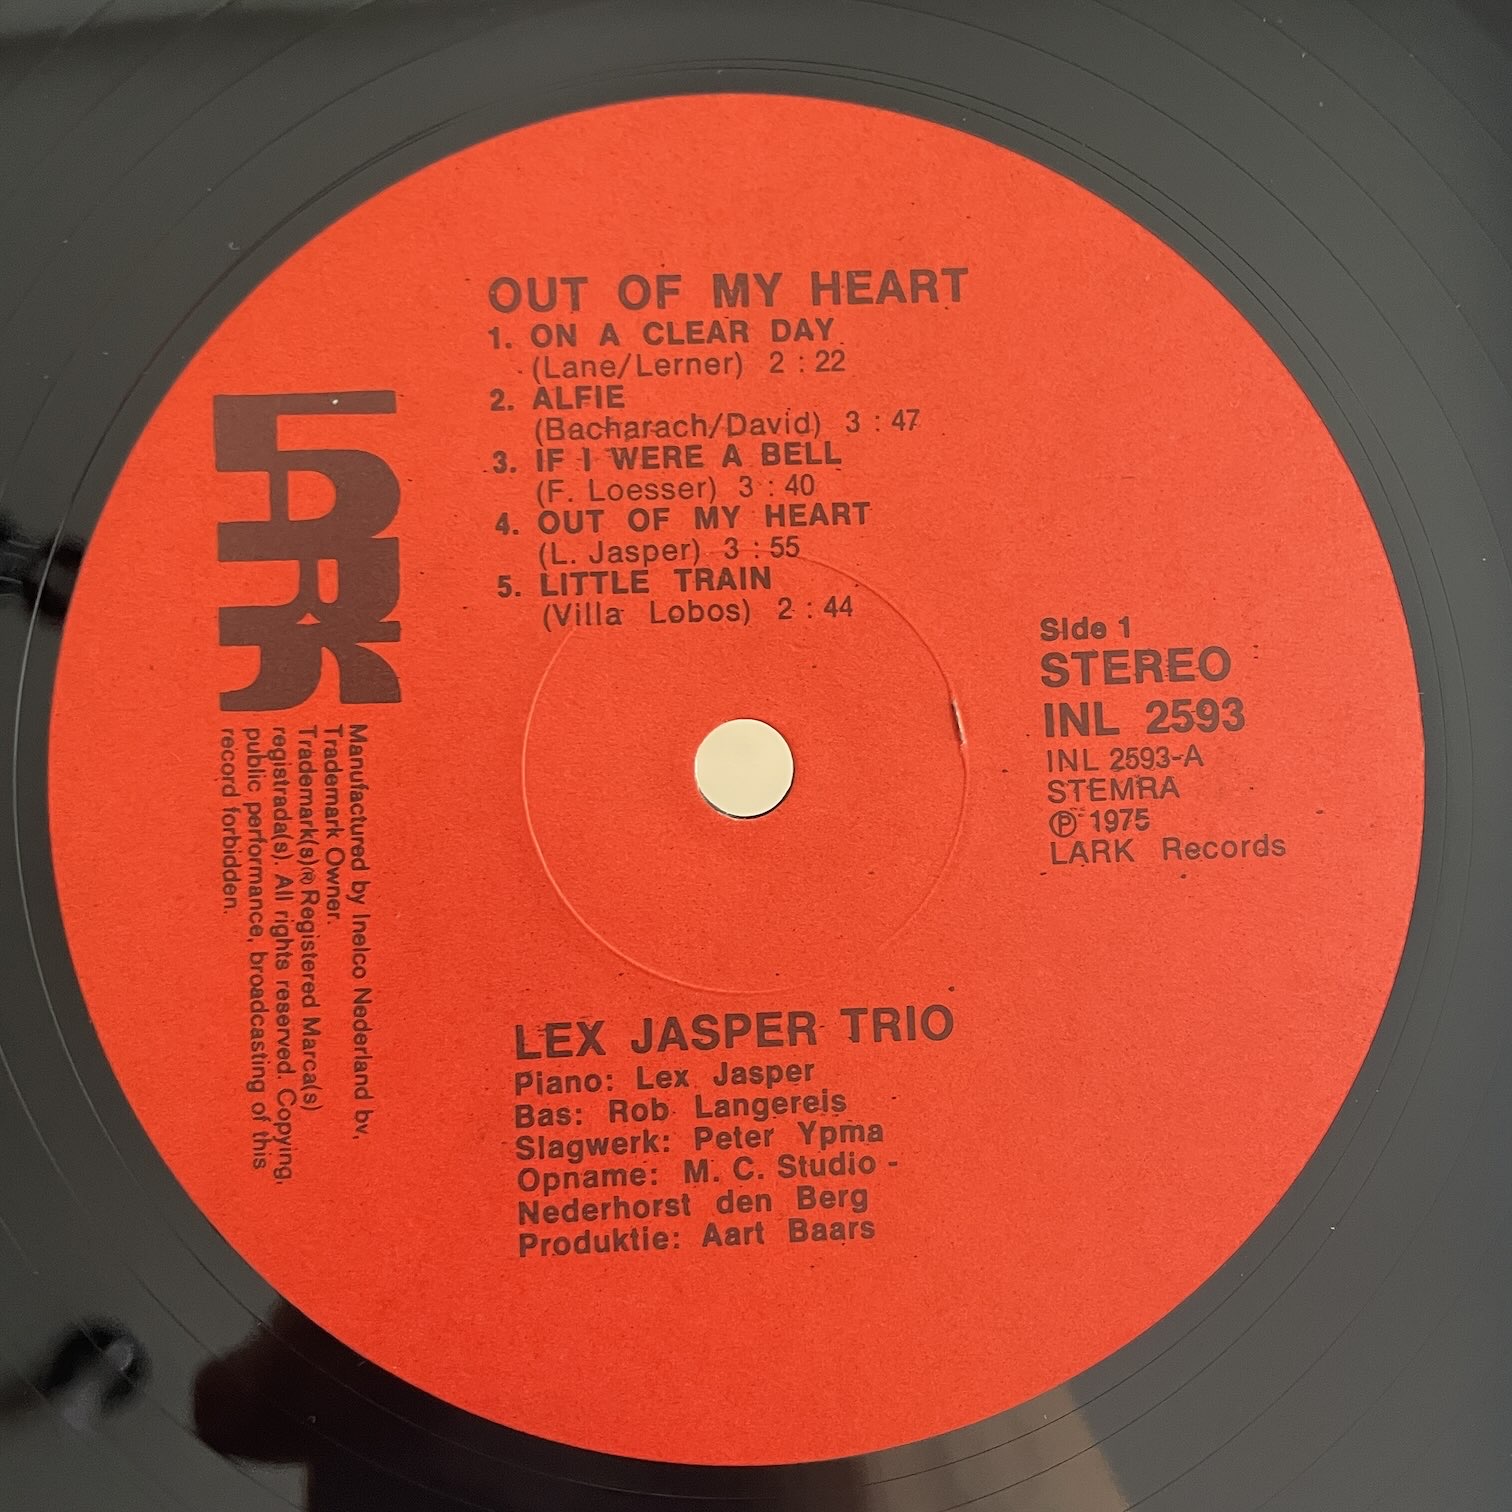 OUT OF MY HEART
1. ON A CLEAR DAY
(Lane/Lerner) 2 : 22
2. ALFIE
(Bacharach/David) 3 : 47
3. IF I WERE A BELL
(F. Loesser) 3 : 40
4. OUT OF MY HEART
(L. Jasper) 3 : 55
5. LITTLE TRAIN
(Villa Lobos) 2 : 44
LARK
Manufactured by Inelco Nederland bv,
Trademark Owner.
Trademark(s)® Registered Marca(s)
registrada(s). All rights reserved. Copying,
public performance, broadcasting of this
record forbidden.
Side 1
STEREO
INL 2593
INL 2593-A
STEMRA
℗ 1975
LARK Records
LEX JASPER TRIO
Piano: Lex Jasper
Bas: Rob Langereis
Slagwerk: Peter Ypma
Opname: M. C. Studio -
Nederhorst den Berg
Produktie: Aart Baars